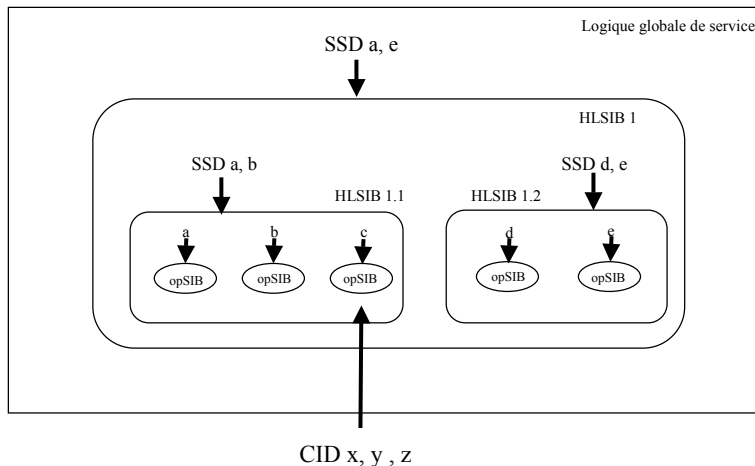 Logique globale de service
SSD a, e
HLSIB 1
SSD a, b
SSD d, e
HLSIB 1.1
HLSIB 1.2
a
b
c
d
e
opSIB
opSIB
opSIB
opSIB
opSIB
CID x, y , z